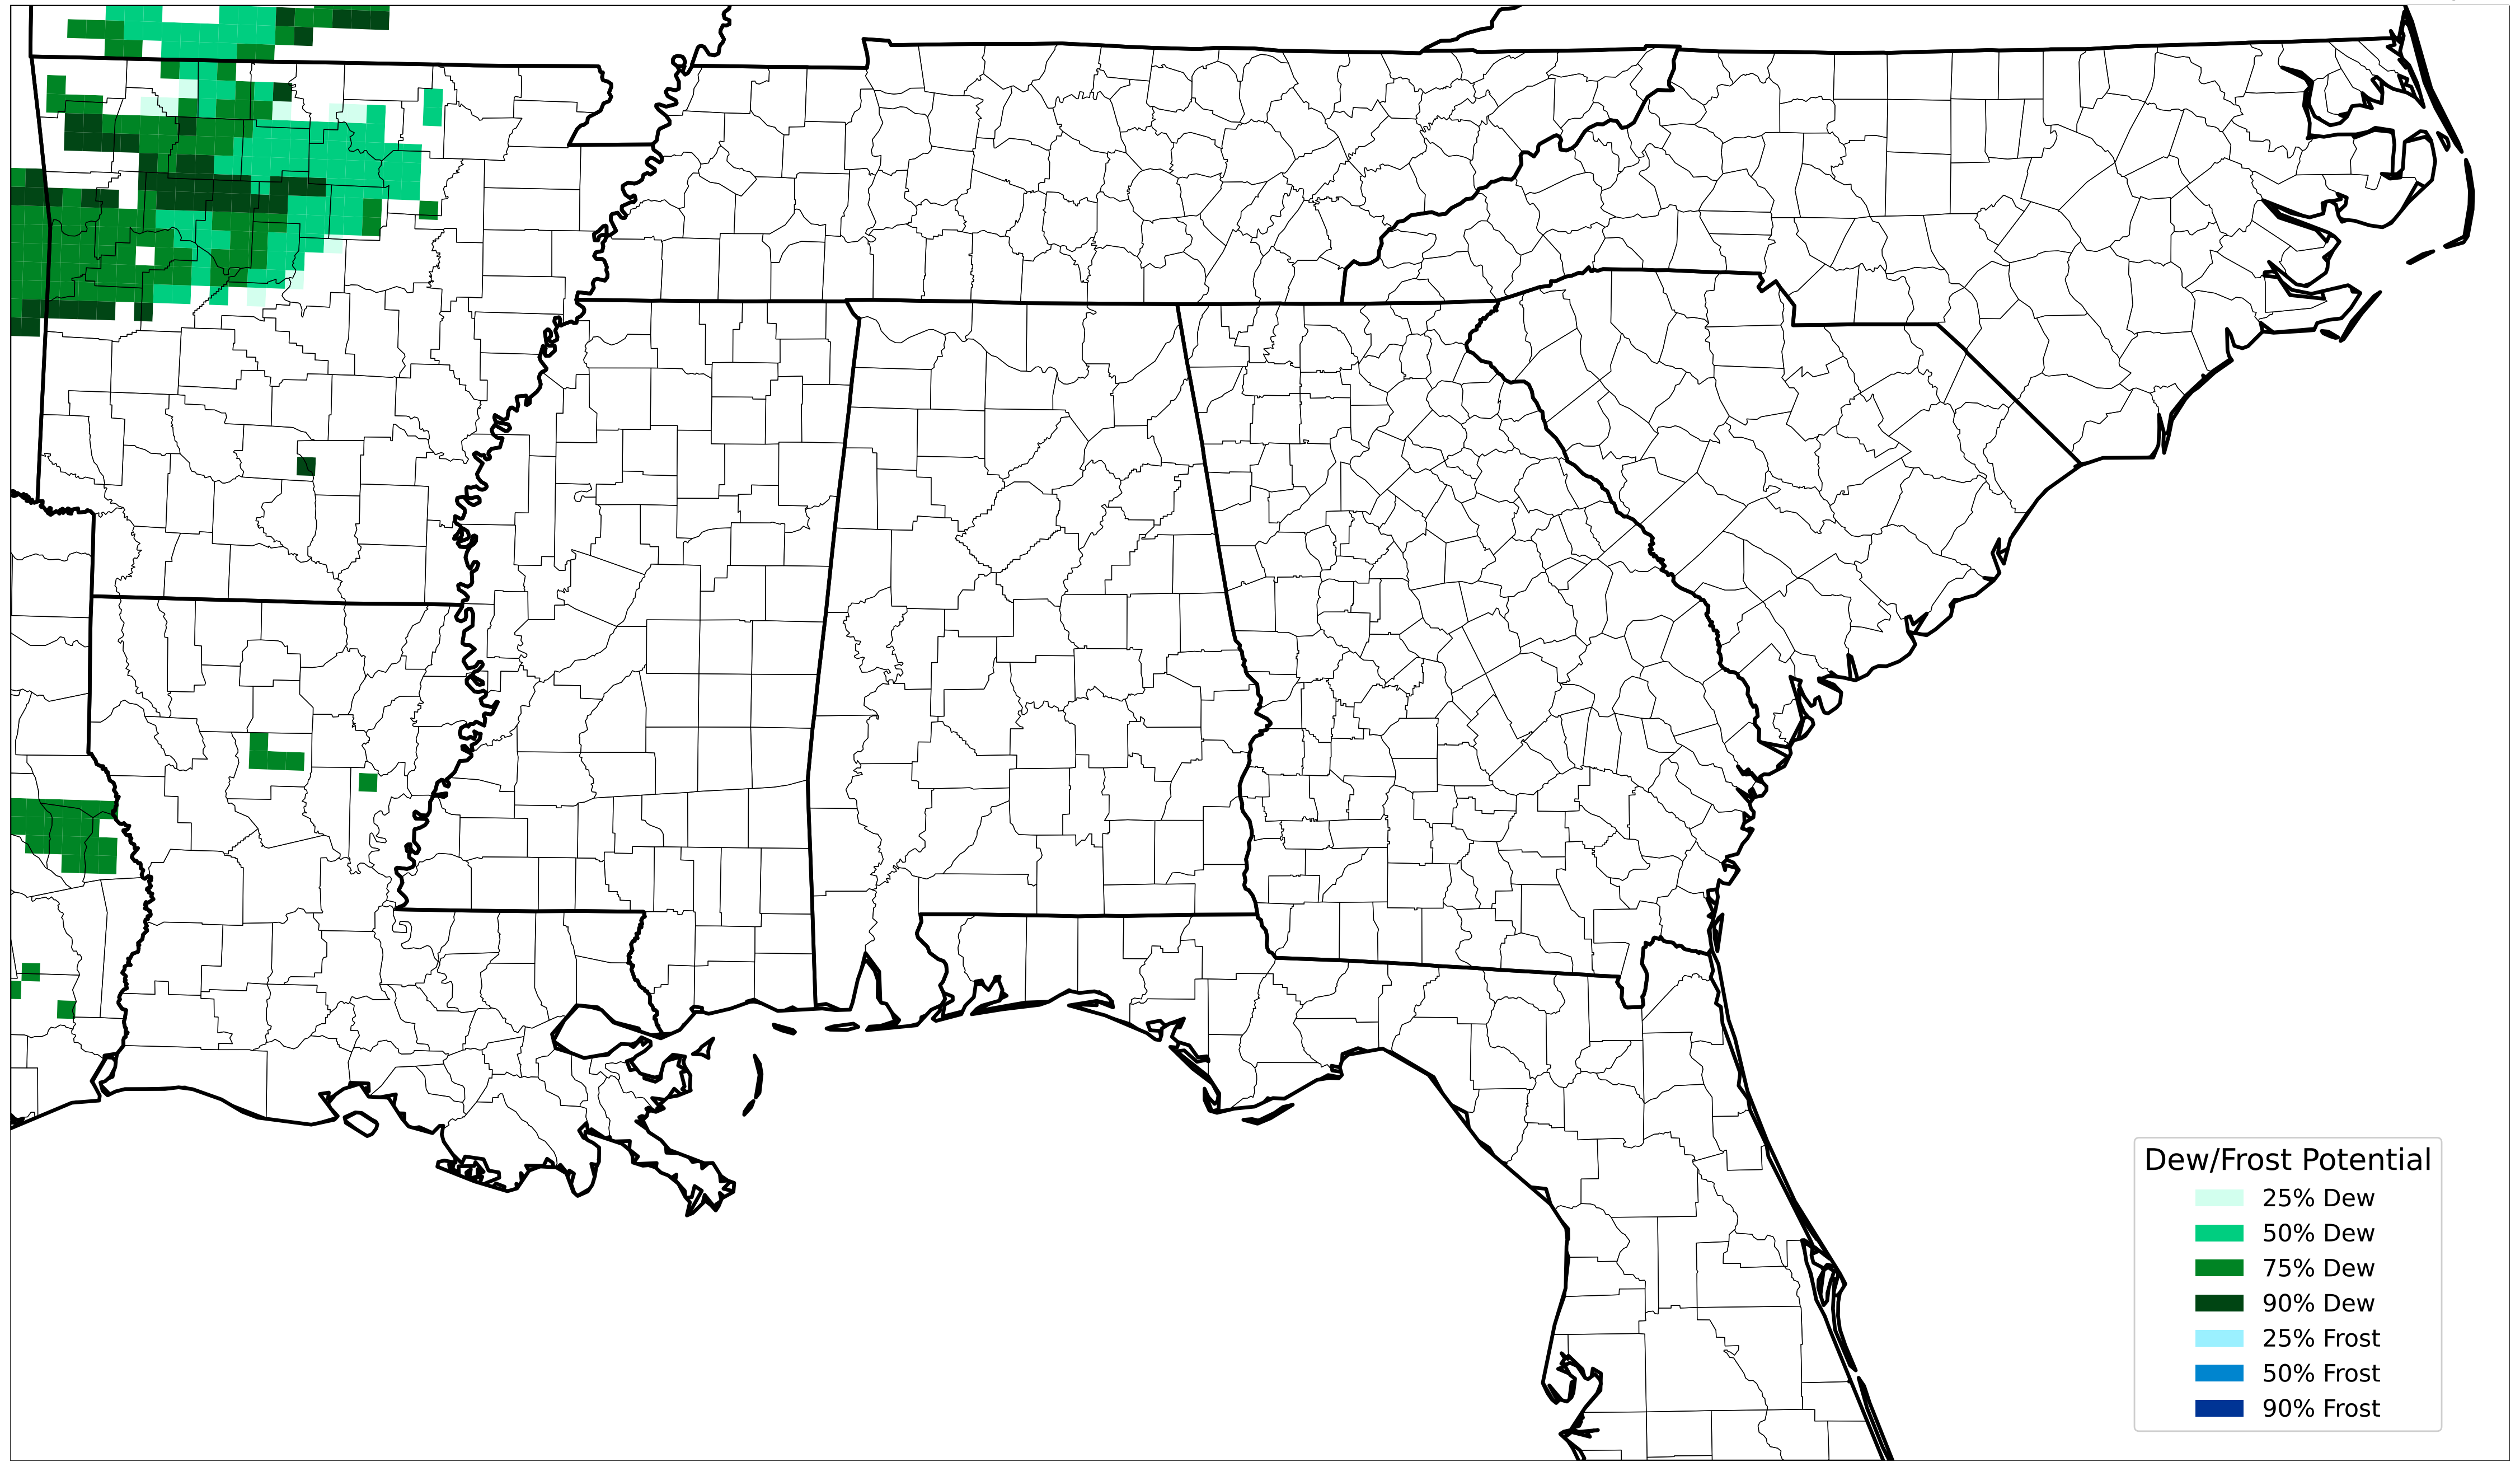 Dew/Frost Potential
25% Dew
50% Dew
75% Dew
90% Dew
25% Frost
50% Frost
90% Frost